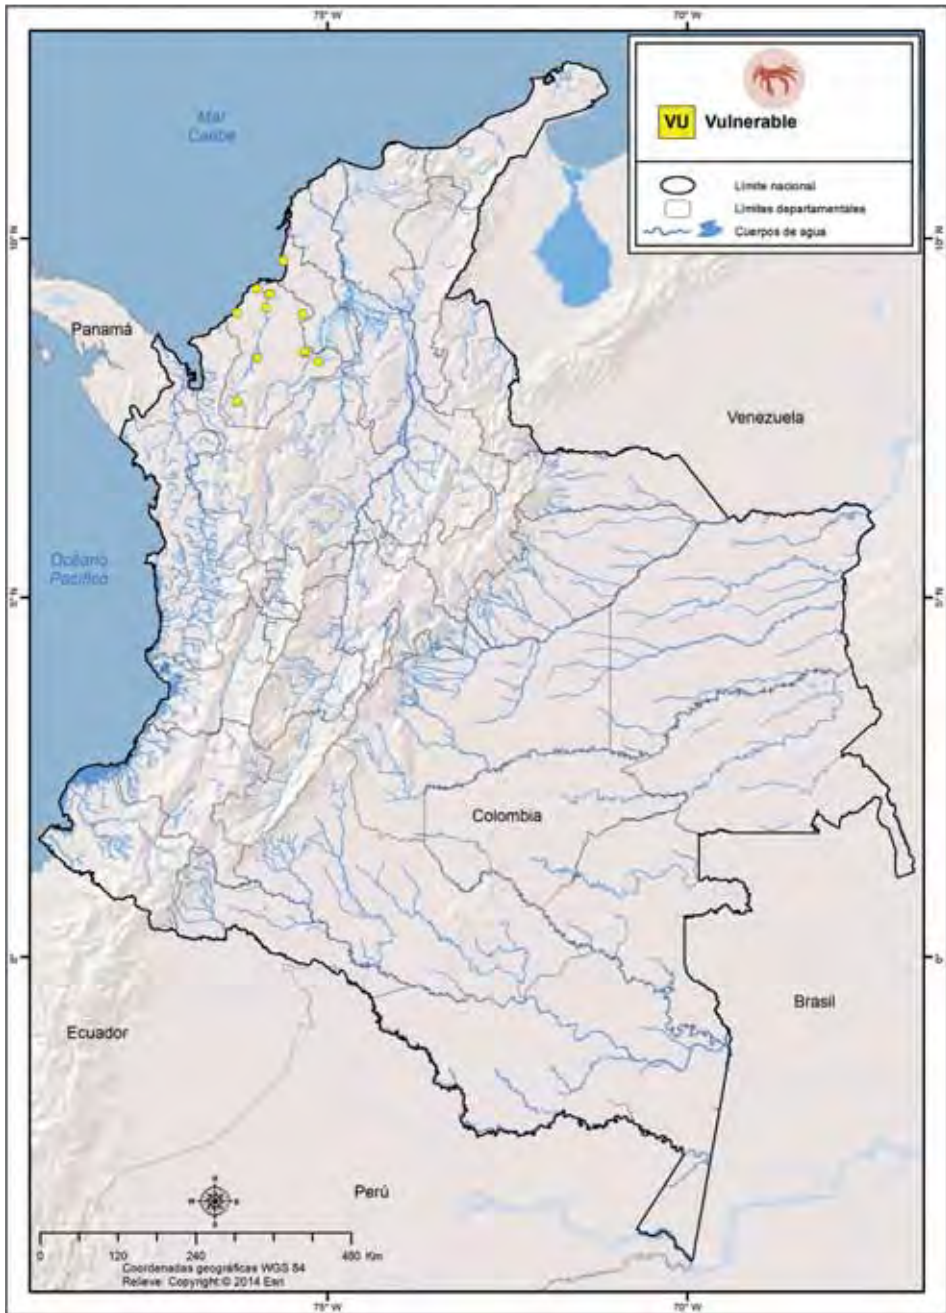 75° W
70° W
Mar
Caribe
VU Vulnerable
Límite nacional
Límites departamentales
Cuerpos de agua
10° N
10° N
Panamá
Venezuela
Océano
Pacífico
5° N
5° N
Colombia
0°
0°
Brasil
Ecuador
Perú
N
W
E
S
0 120 240 480 Km
Coordenadas geográficas WGS 84
Relieve: Copyright:© 2014 Esri
75° W
70° W